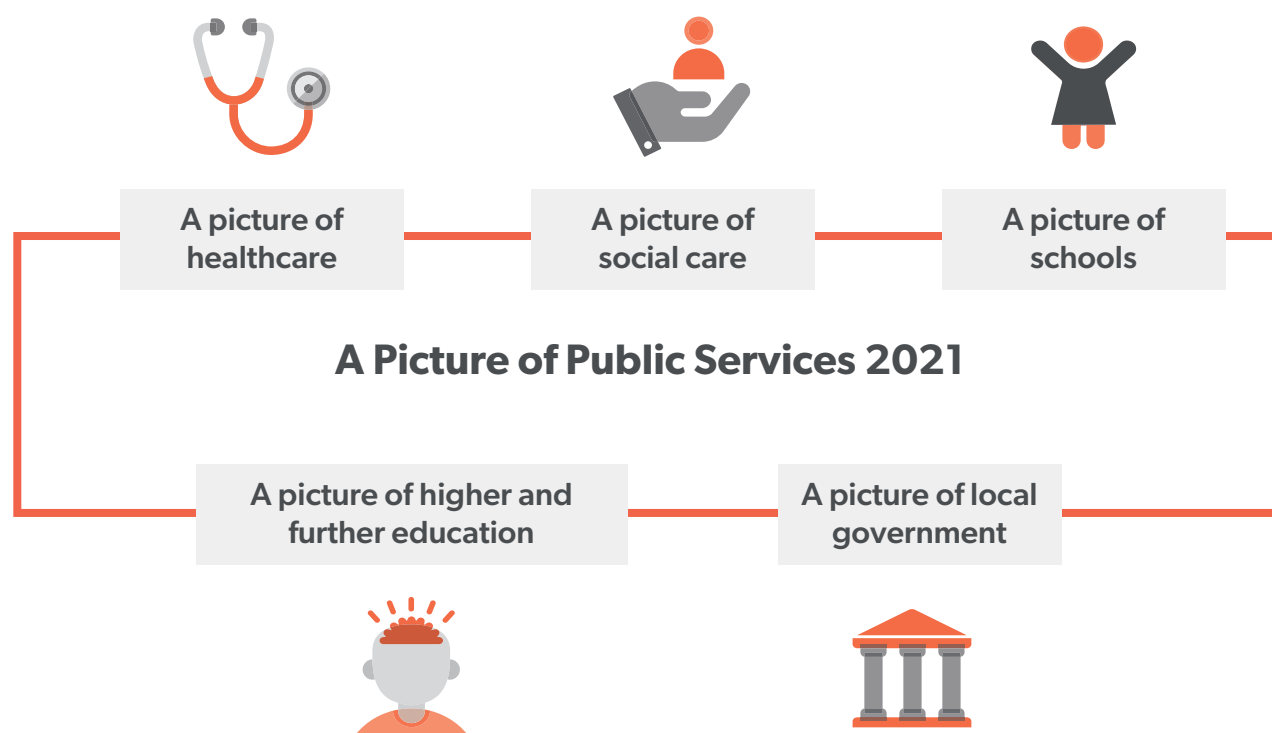 A picture of
healthcare
A picture of
social care
A picture of
schools
A Picture of Public Services 2021
A picture of higher and
further education
A picture of local
government